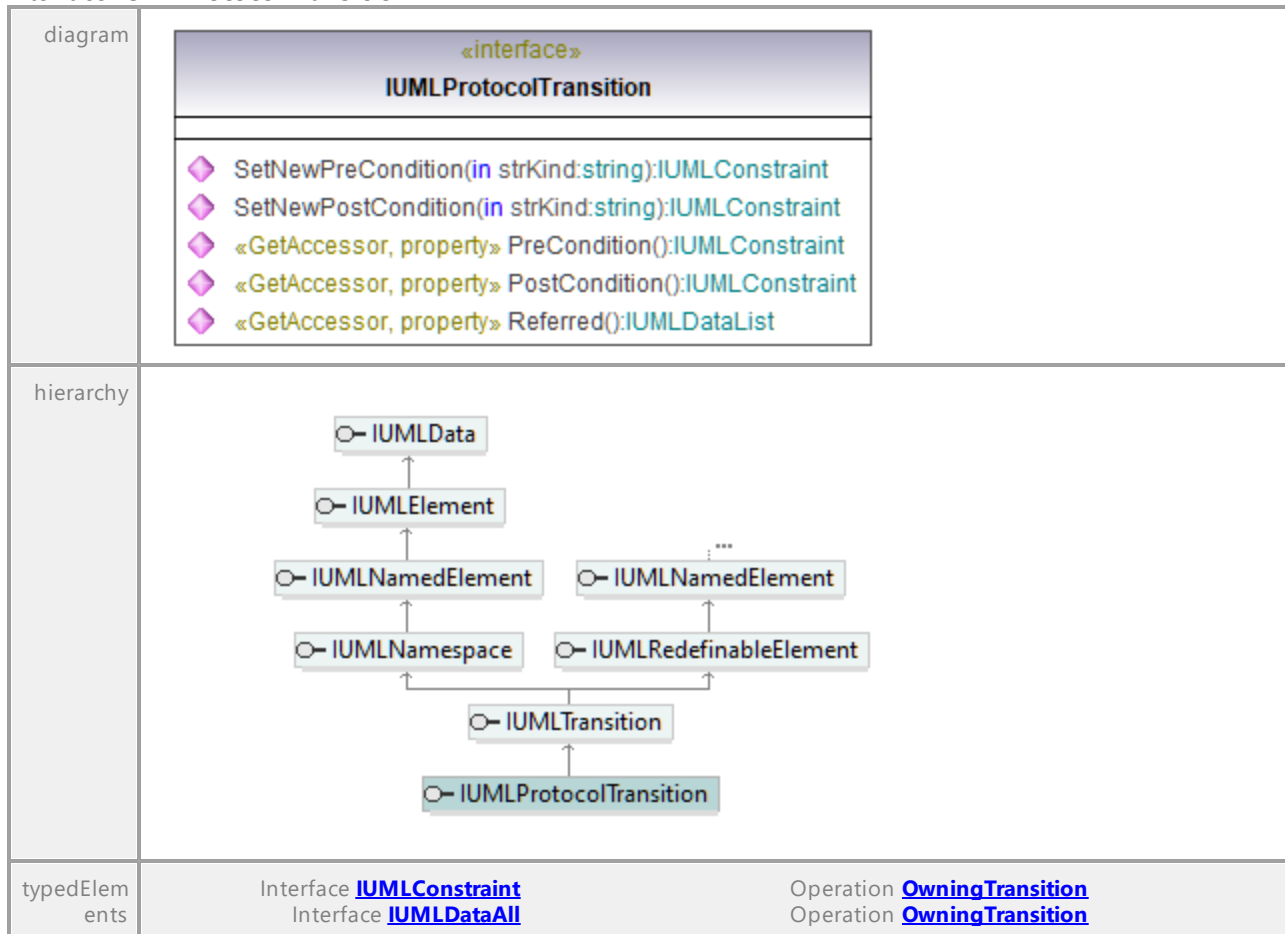 diagram
«interface»
IUMLProtocolTransition
SetNewPreCondition(in strKind:string):IUMLConstraint
SetNewPostCondition(in strKind:string):IUMLConstraint
«GetAccessor, property» PreCondition():IUMLConstraint
«GetAccessor, property» PostCondition():IUMLConstraint
«GetAccessor, property» Referred():IUMLDataList
hierarchy
IUMLData
IUMLElement
...
IUMLNamedElement IUMLNamedElement
IUMLNamespace IUMLRedefinableElement
IUMLTransition
IUMLProtocolTransition
typedElem
ents
Interface IUMLConstraint Operation OwningTransition
Interface IUMLDataAll Operation OwningTransition